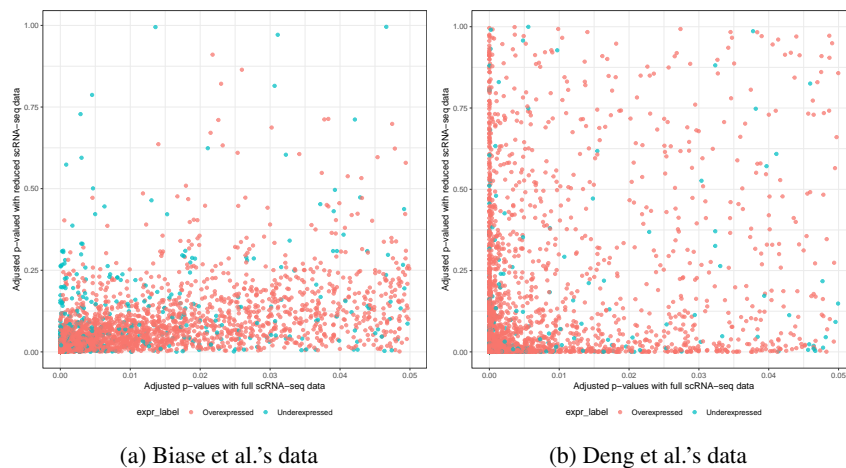 1.00
0.75
0.50
0.25
0.00
Adjusted p-valued with reduced scRNA-seq data
0.00 0.01 0.02 0.03 0.04 0.05
Adjusted p-values with full scRNA-seq data
expr_label Overexpressed Underexpressed
(a) Biase et al.'s data
1.00
0.75
0.50
0.25
0.00
Adjusted p-valued with reduced scRNA-seq data
0.00 0.01 0.02 0.03 0.04 0.05
Adjusted p-values with full scRNA-seq data
expr_label Overexpressed Underexpressed
(b) Deng et al.'s data